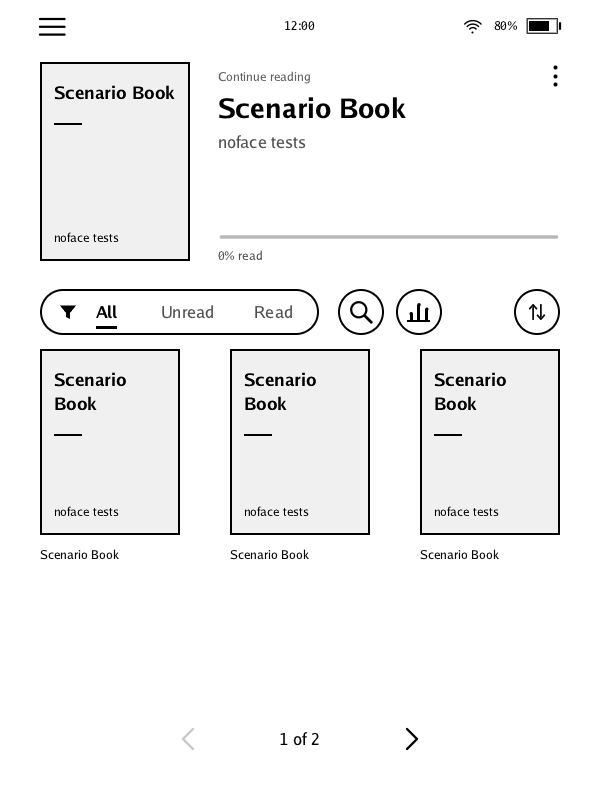 12:00
80%
Scenario Book
noface tests
Continue reading
Scenario Book
noface tests
0% read
All Unread Read
Scenario
Book
noface tests
Scenario Book
Scenario
Book
noface tests
Scenario Book
Scenario
Book
noface tests
Scenario Book
1 of 2